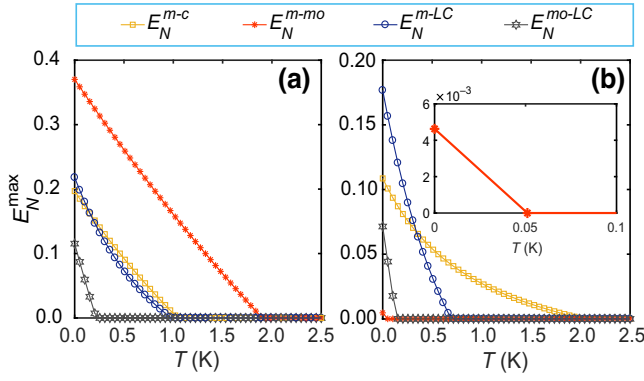 E_N^{m-c} E_N^{m-mo} E_N^{m-LC} E_N^{mo-LC}
(a) (b)
E_N^{max}
0.4
0.3
0.2
0.1
0.0
0.0 0.5 1.0 1.5 2.0 2.5
T (K)
0.20
0.15
0.10
0.05
0.00
0.0 0.5 1.0 1.5 2.0 2.5
T (K)
6 × 10^{-3}
4
2
0
0 0.05 0.1
T (K)